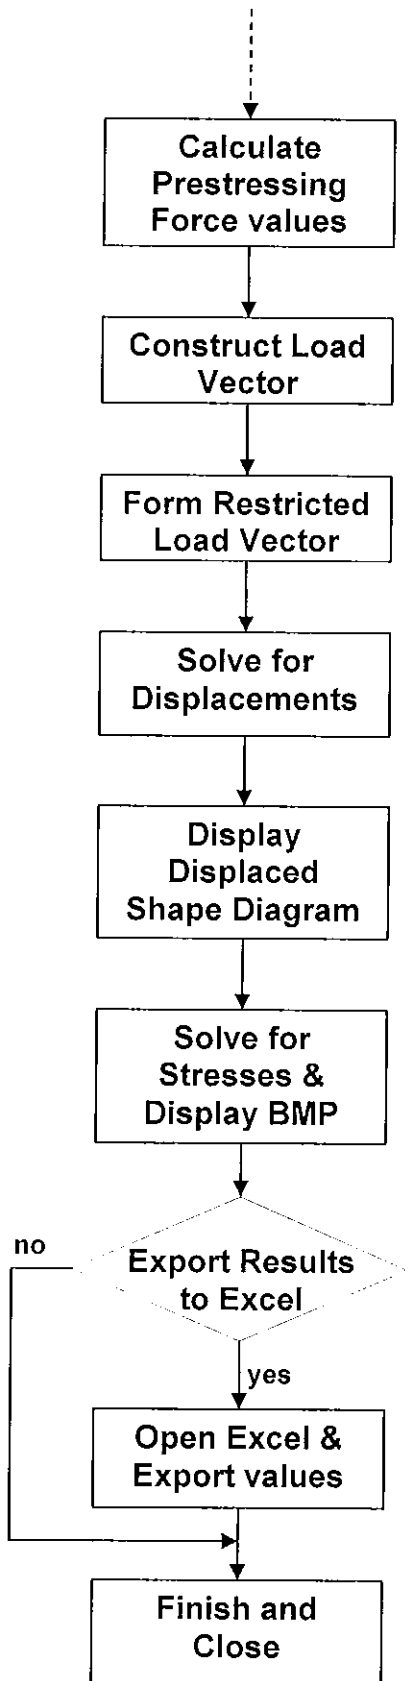 Calculate
Prestressing
Force values
Construct Load
Vector
Form Restricted
Load Vector
Solve for
Displacements
Display
Displaced
Shape Diagram
Solve for
Stresses &
Display BMP
no
Export Results
to Excel
yes
Open Excel &
Export values
Finish and
Close